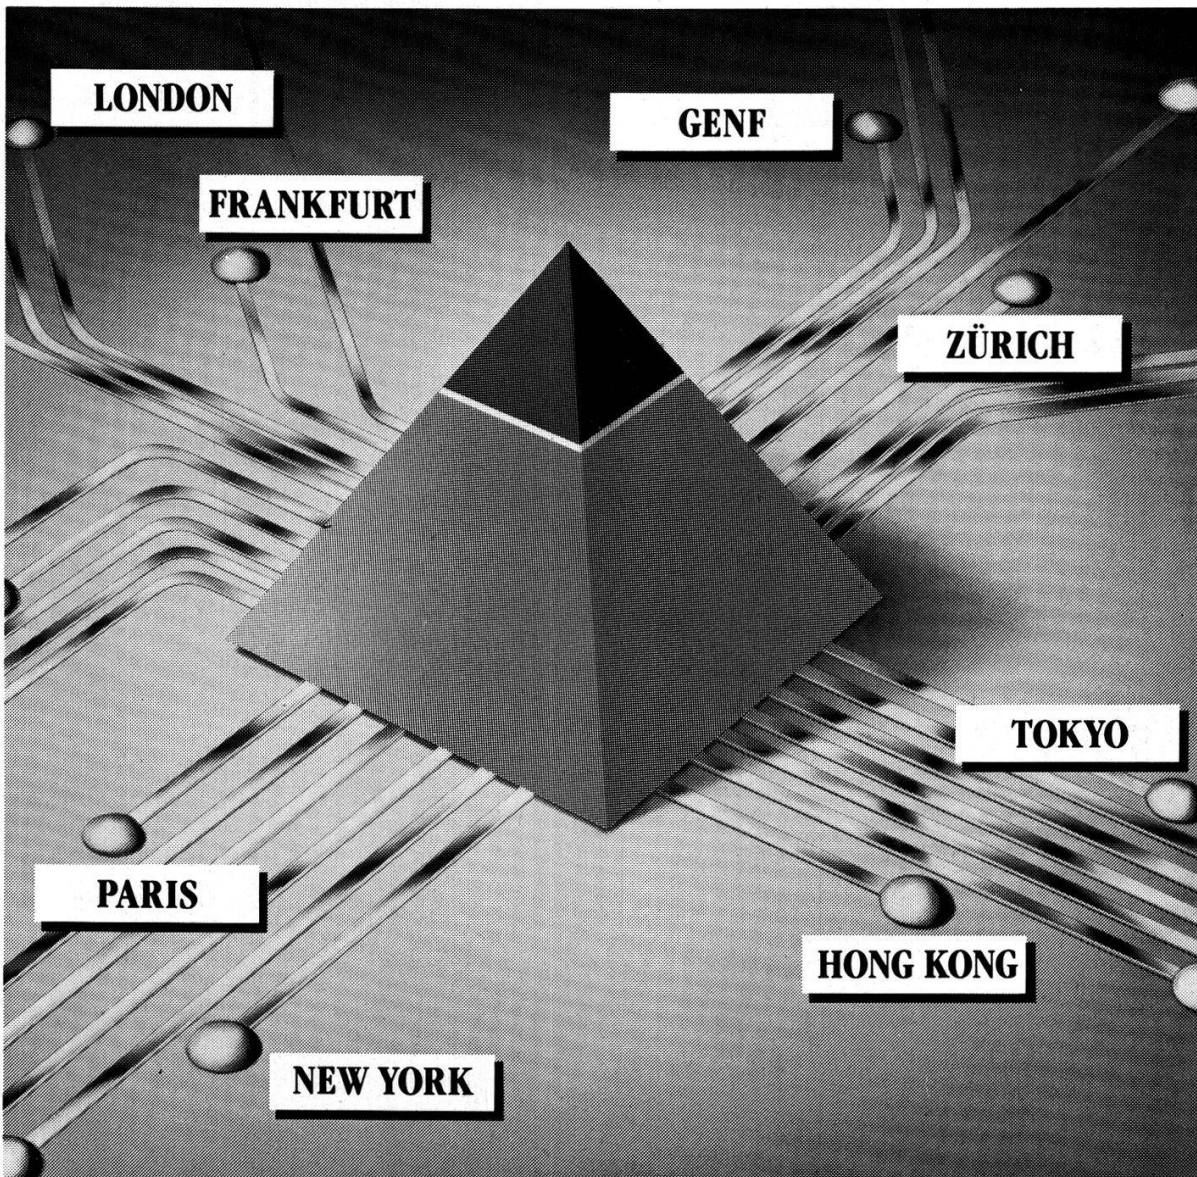 LONDON
GENF
FRANKFURT
ZÜRICH
TOKYO
PARIS
HONG KONG
NEW YORK